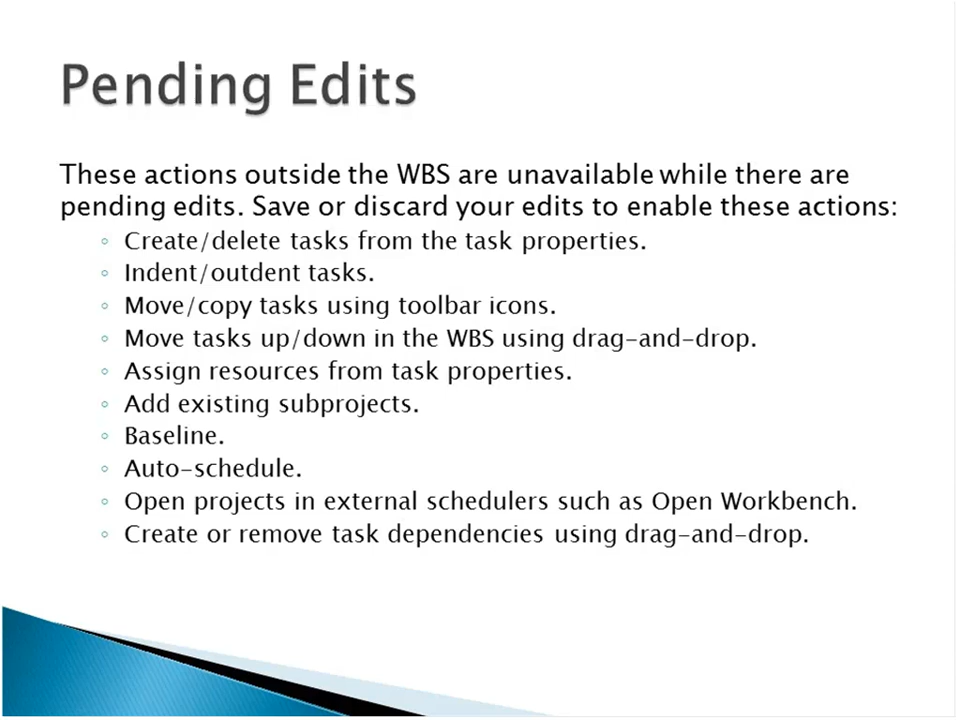 Pending Edits
These actions outside the WBS are unavailable while there are
pending edits. Save or discard your edits to enable these actions:
◦ Create/delete tasks from the task properties.
◦ Indent/outdent tasks.
◦ Move/copy tasks using toolbar icons.
◦ Move tasks up/down in the WBS using drag-and-drop.
◦ Assign resources from task properties.
◦ Add existing subprojects.
◦ Baseline.
◦ Auto-schedule.
◦ Open projects in external schedulers such as Open Workbench.
◦ Create or remove task dependencies using drag-and-drop.